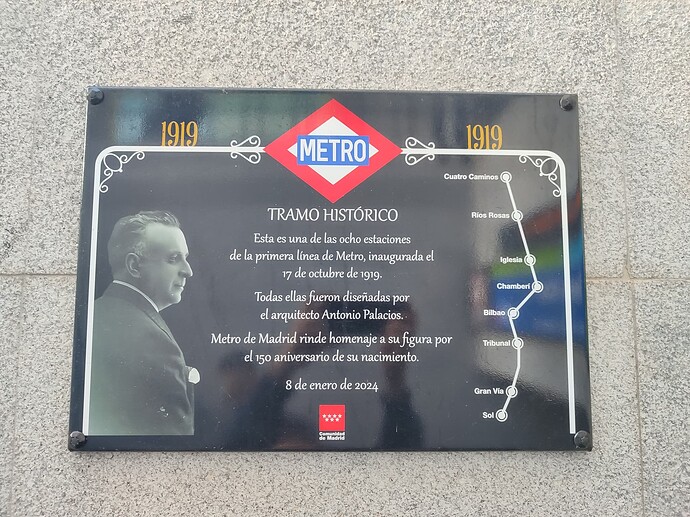 1919
METRO
1919
TRAMO HISTÓRICO
Esta es una de las ocho estaciones
de la primera línea de Metro, inaugurada el
17 de octubre de 1919.
Todas ellas fueron diseñadas por
el arquitecto Antonio Palacios.
Metro de Madrid rinde homenaje a su figura por
el 150 aniversario de su nacimiento.
8 de enero de 2024
Comunidad
de Madrid
Cuatro Caminos
Ríos Rosas
Iglesia
Chamberí
Bilbao
Tribunal
Gran Vía
Sol